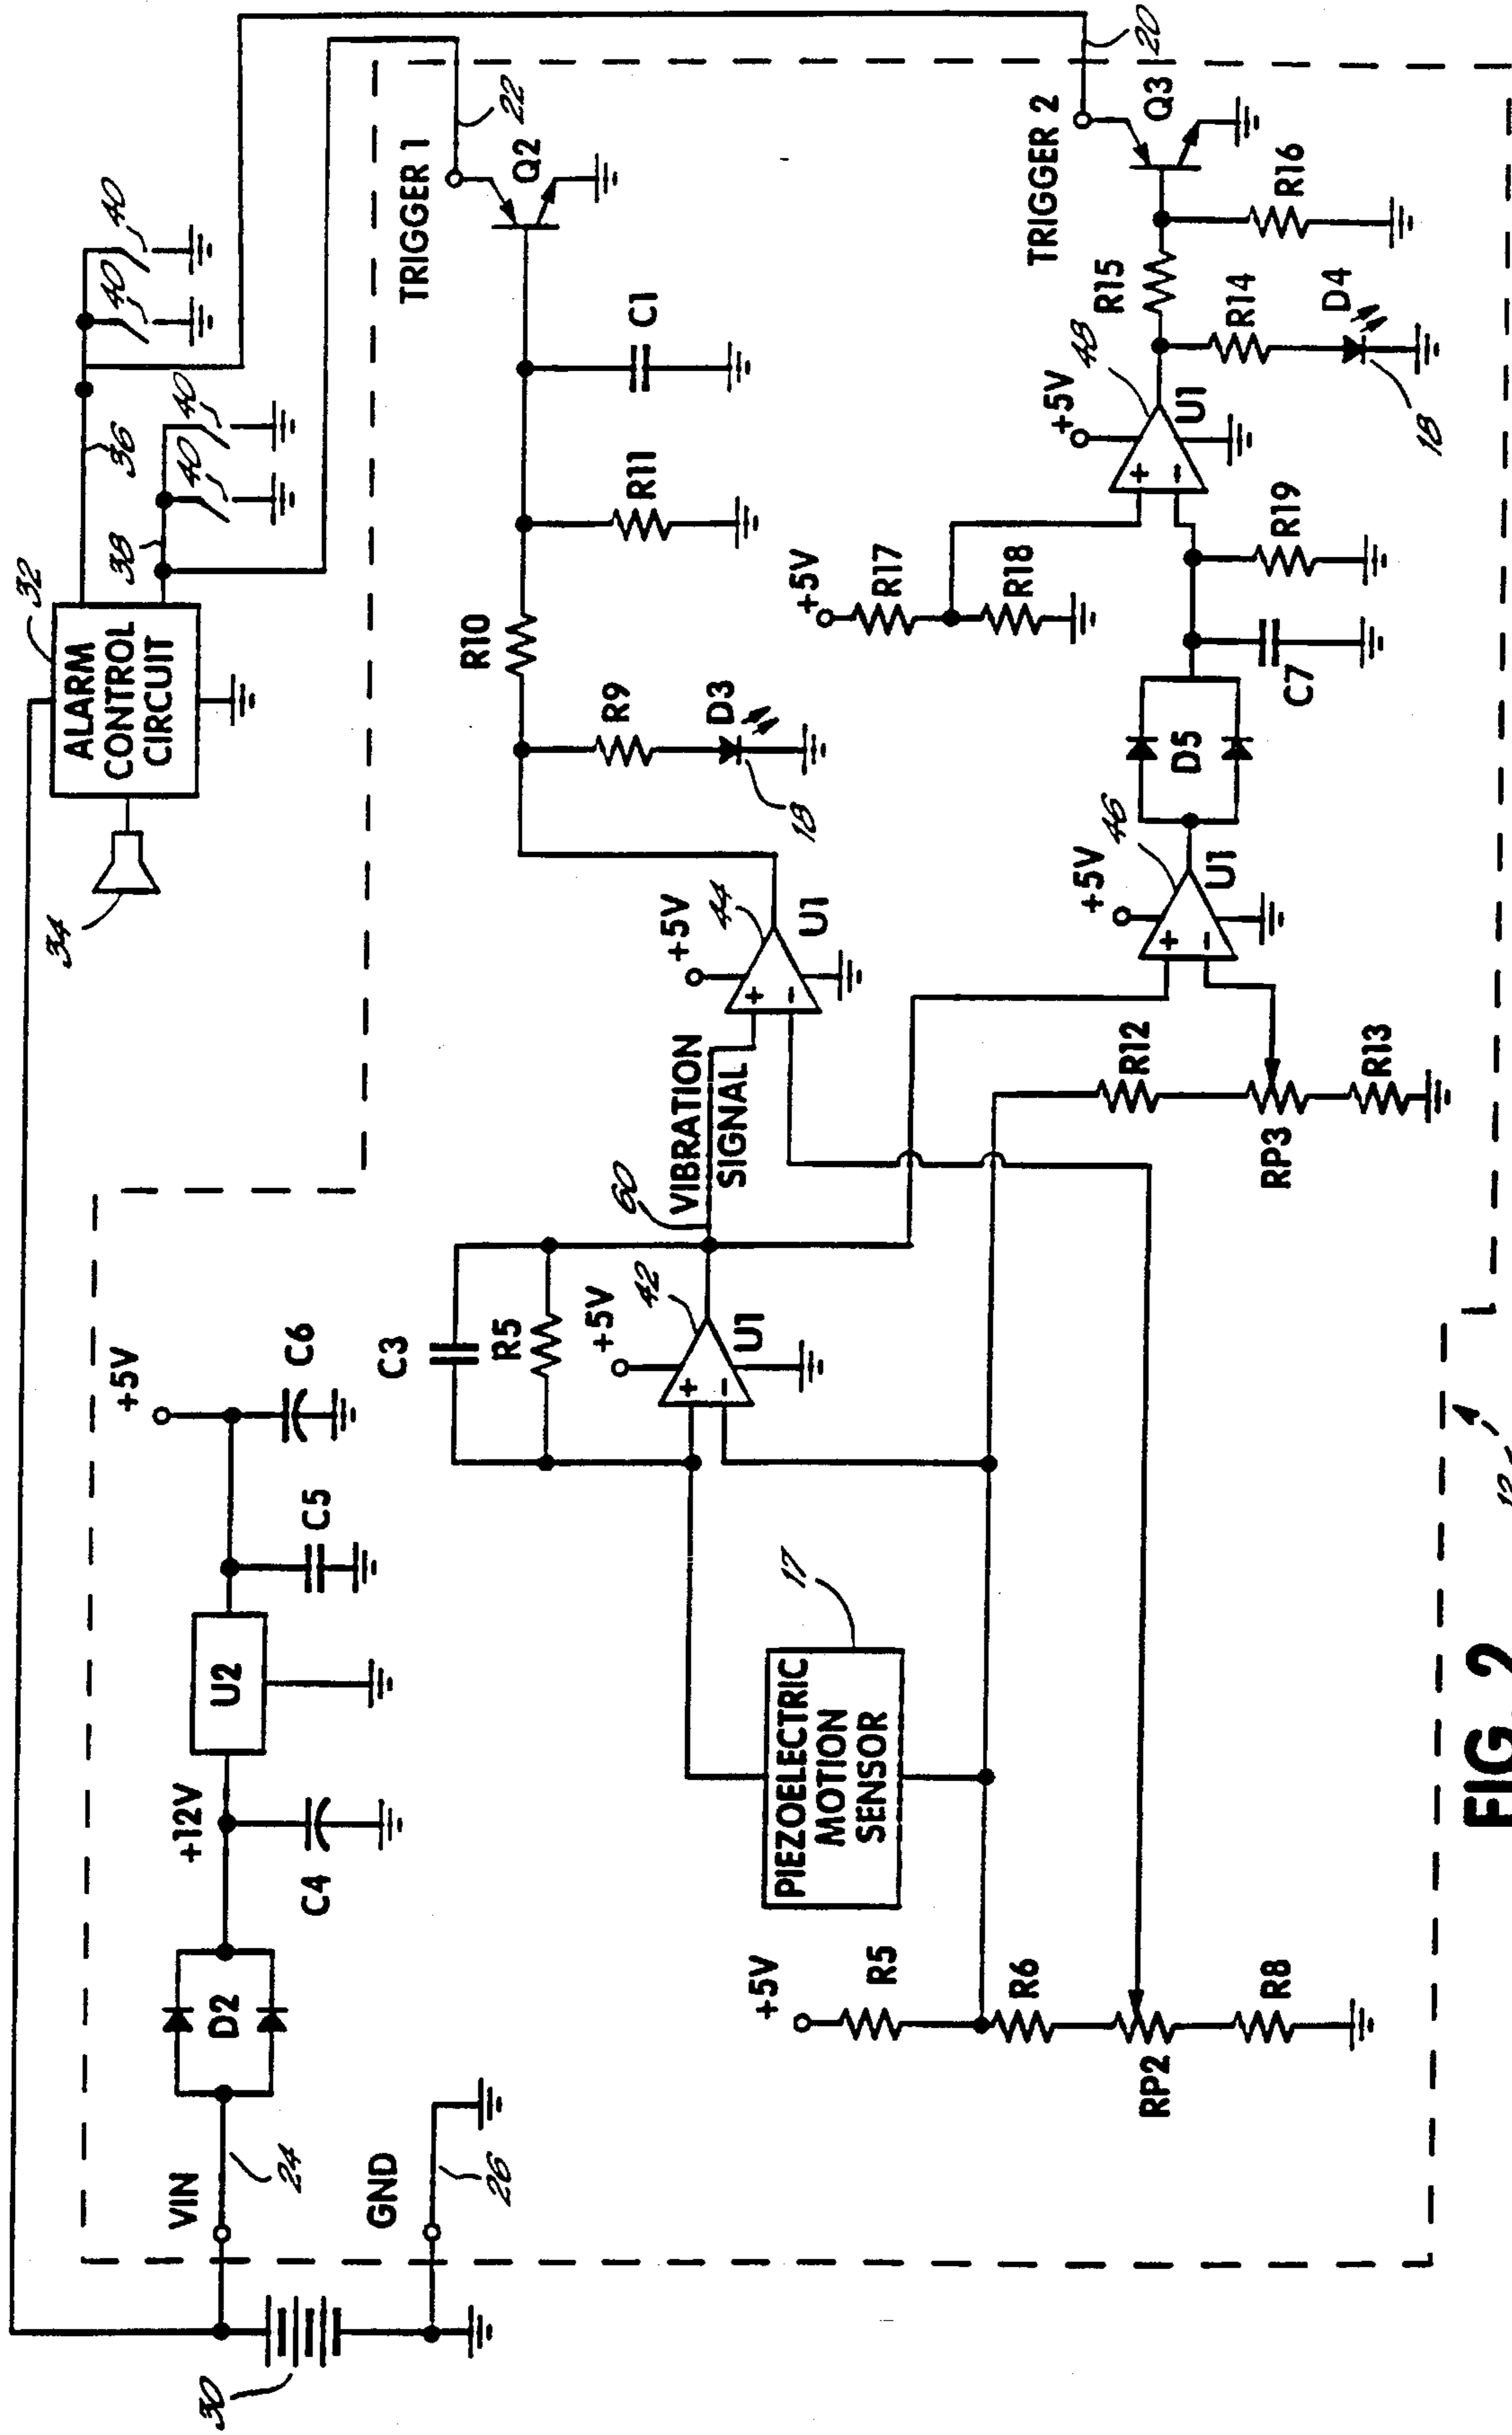 30
VIN
24
GND
26
D2
+12V
C4
U2
C5
+5V
C6
34
ALARM
CONTROL
CIRCUIT
32
36
38
40
40
40
40
+5V
R5
R6
RP2
R8
PIEZOELECTRIC
MOTION
SENSOR
17
C3
R5
+5V
42
+
-
U1
60
VIBRATION
SIGNAL
+5V
44
+
-
U1
R9
D3
18
R10
R11
C1
TRIGGER 1
Q2
22
R12
RP3
R13
+5V
46
+
-
U1
D5
C7
R19
+5V
R17
R18
+5V
48
+
-
U1
R14
D4
18
R15
R16
TRIGGER 2
Q3
20
12
FIG. 2